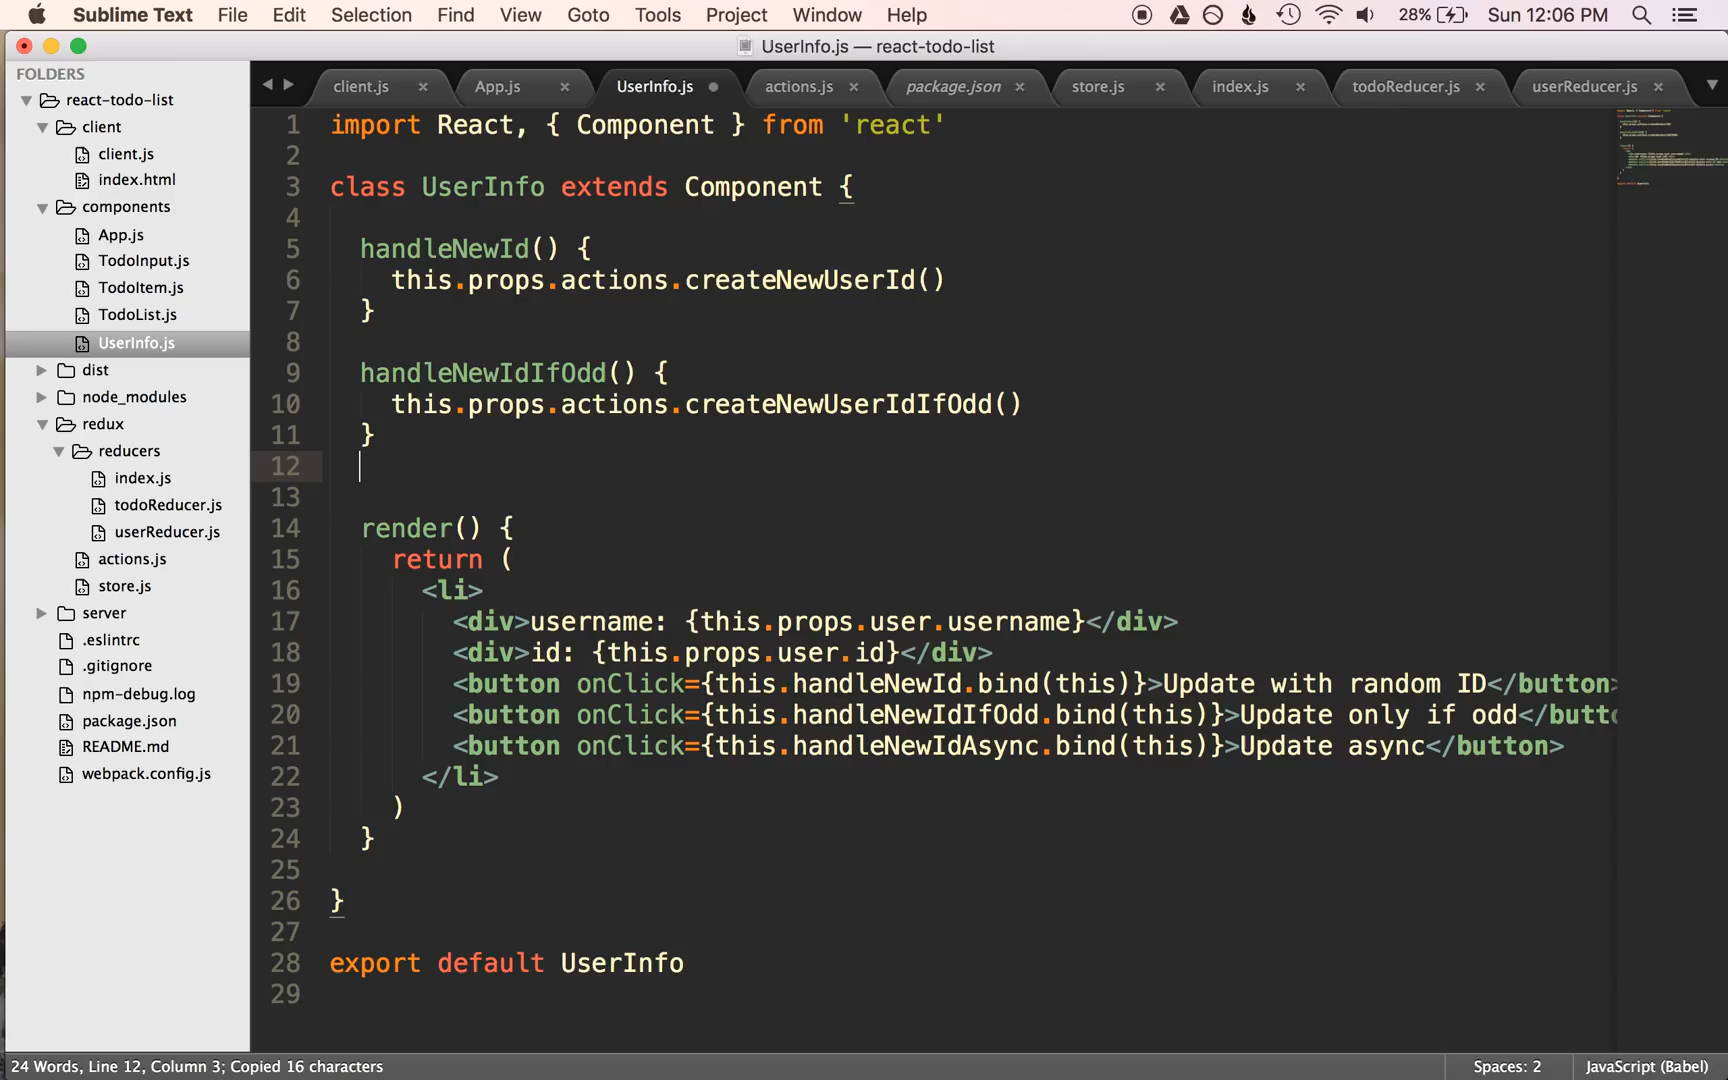 Sublime Text File Edit Selection Find View Goto Tools Project Window Help 28% Sun 12:06 PM
UserInfo.js — react-todo-list
FOLDERS
react-todo-list
client
client.js
index.html
components
App.js
TodoInput.js
TodoItem.js
TodoList.js
UserInfo.js
dist
node_modules
redux
reducers
index.js
todoReducer.js
userReducer.js
actions.js
store.js
server
.eslintrc
.gitignore
npm-debug.log
package.json
README.md
webpack.config.js
client.js × App.js × UserInfo.js actions.js × package.json × store.js × index.js × todoReducer.js × userReducer.js ×
1 import React, { Component } from 'react'
2
3 class UserInfo extends Component {
4
5 handleNewId() {
6 this.props.actions.createNewUserId()
7 }
8
9 handleNewIdIfOdd() {
10 this.props.actions.createNewUserIdIfOdd()
11 }
12
13
14 render() {
15 return (
16 <li>
17 <div>username: {this.props.user.username}</div>
18 <div>id: {this.props.user.id}</div>
19 <button onClick={this.handleNewId.bind(this)}>Update with random ID</button>
20 <button onClick={this.handleNewIdIfOdd.bind(this)}>Update only if odd</butto
21 <button onClick={this.handleNewIdAsync.bind(this)}>Update async</button>
22 </li>
23 )
24 }
25
26 }
27
28 export default UserInfo
29
24 Words, Line 12, Column 3; Copied 16 characters Spaces: 2 JavaScript (Babel)